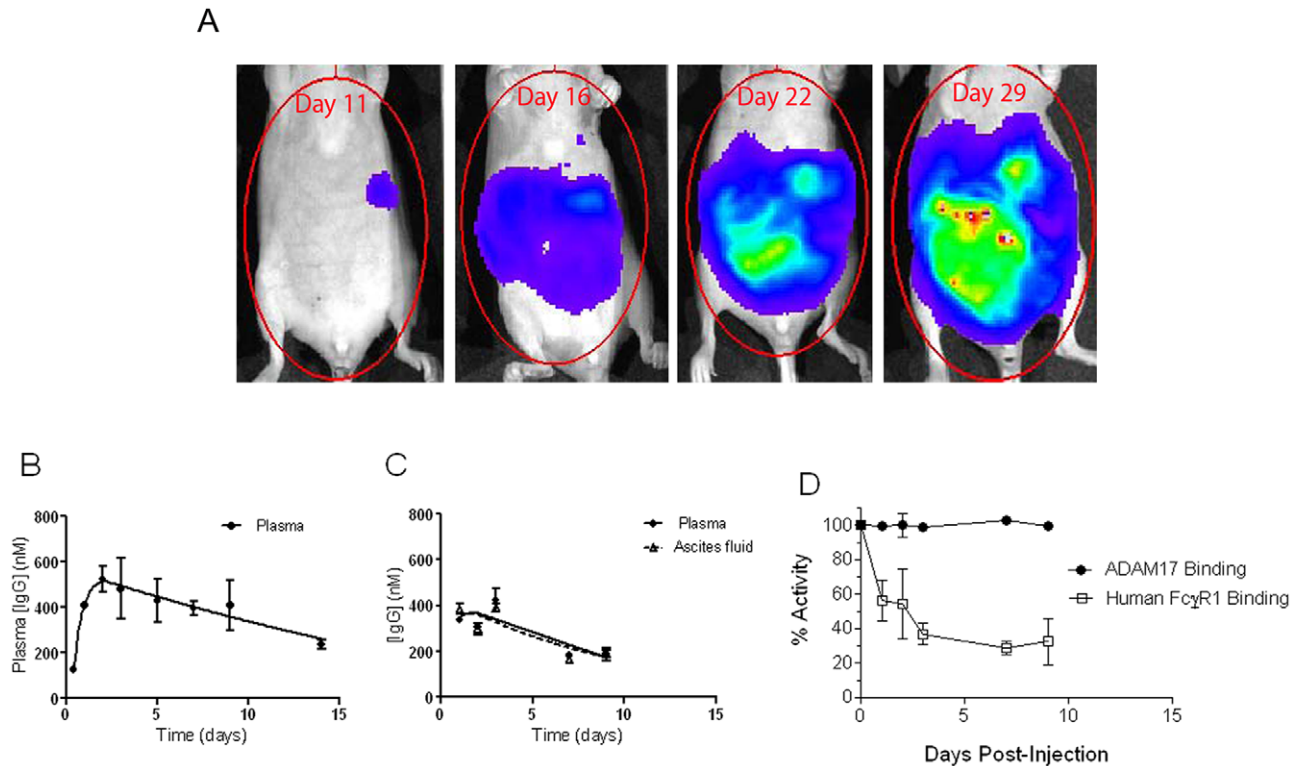 A
Day 11
Day 16
Day 22
Day 29
B
Plasma [IgG] (nM)
800
600
400
200
0
0
5
10
15
Time (days)
Plasma
C
[IgG] (nM)
800
600
400
200
0
0
5
10
15
Time (days)
Plasma
Ascites fluid
D
% Activity
100
80
60
40
20
0
0
5
10
15
Days Post-Injection
ADAM17 Binding
Human FcγR1 Binding